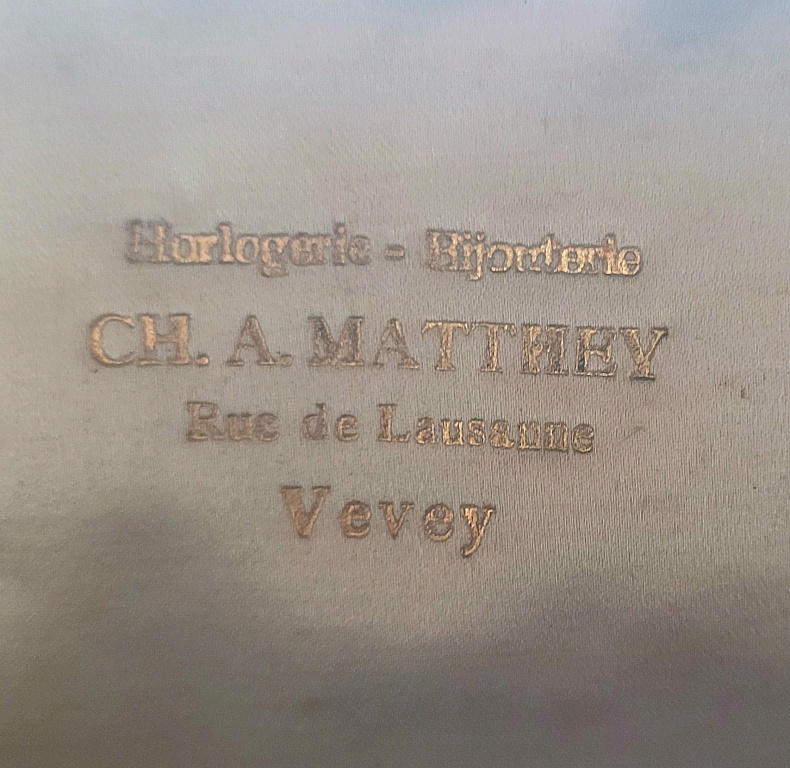 Horlogerie - Bijouterie
CH. A. MATTHEY
Rue de Lausanne
Vevey